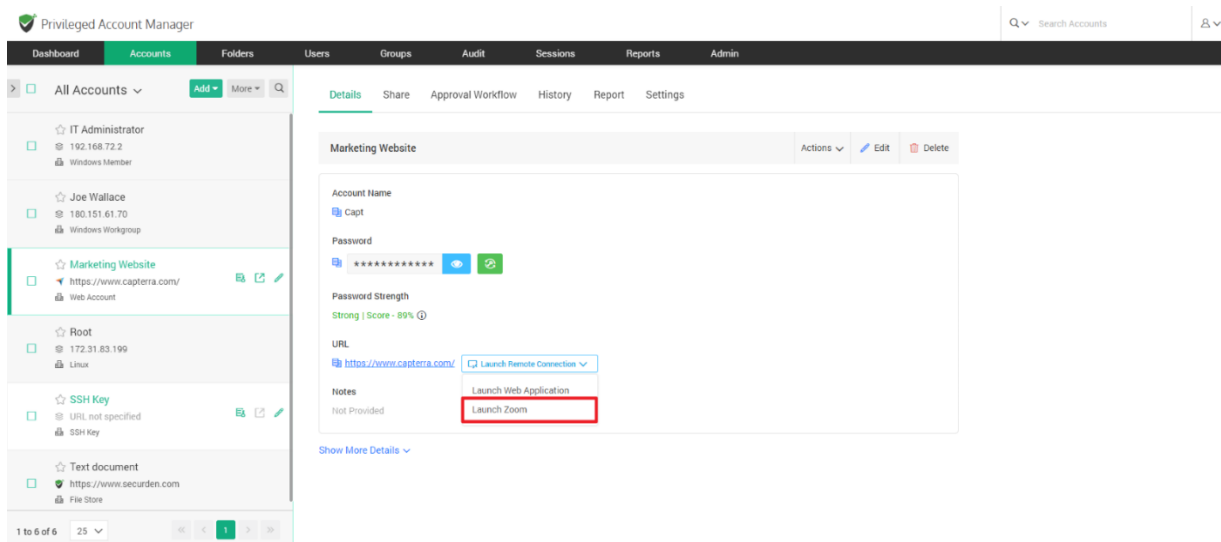 Privileged Account Manager
Search Accounts
Dashboard Accounts Folders Users Groups Audit Sessions Reports Admin
All Accounts
Add
More
IT Administrator
192.168.72.2
Windows Member
Joe Wallace
180.151.61.70
Windows Workgroup
Marketing Website
https://www.capterra.com/
Web Account
Root
172.31.83.199
Linux
SSH Key
URL not specified
SSH Key
Text document
https://www.securden.com
File Store
1 to 6 of 6
25
« < 1 > »
Details Share Approval Workflow History Report Settings
Marketing Website
Actions Edit Delete
Account Name
Capt
Password
************
Password Strength
Strong | Score - 89%
URL
https://www.capterra.com/ Launch Remote Connection
Launch Web Application
Launch Zoom
Notes
Not Provided
Show More Details